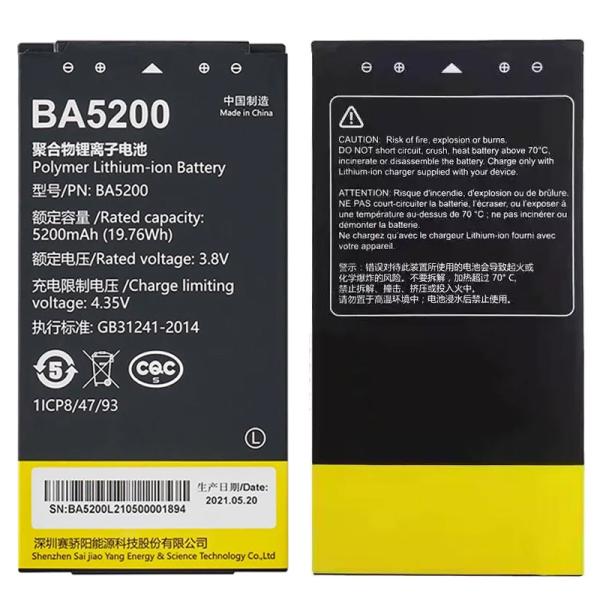 BA5200
中国制造
Made in China
聚合物锂离子电池
Polymer Lithium-ion Battery
型号/PN: BA5200
额定容量 /Rated capacity:
5200mAh (19.76Wh)
额定电压/Rated voltage: 3.8V
充电限制电压 /Charge limiting
voltage: 4.35V
执行标准: GB31241-2014
5
CQC
S
1ICP8/47/93
L
生产日期/Date:
2021.05.20
SN:BA5200L210500001894
深圳赛骄阳能源科技股份有限公司
Shenzhen Sai jiao Yang Energy & Science Technology Co.Ltd
CAUTION: Risk of fire, explosion or burns.
DO NOT short circuit, crush, heat battery above 70°C,
incinerate or disassemble the battery. Charge only with
Lithium-ion charger supplied with your device.
ATTENTION: Risque d'incendie, d'explosion ou de brûlure.
NE PAS court-circuiter la batterie, l'écraser, ou l'exposer à
une température au-dessus de 70 °C ; ne pas incinérer ou
démonter la batterie.
Ne chargez qu'avec le chargeur Lithium-ion fourni avec
votre appareil.
警示: 错误对待此装置所使用的电池会导致起火或
化学爆炸的风险。不要拆解，加热超过 70° C，
禁止拆解、撞击、挤压或投入火中。
请勿置于高温环境中；电池浸水后禁止使用。